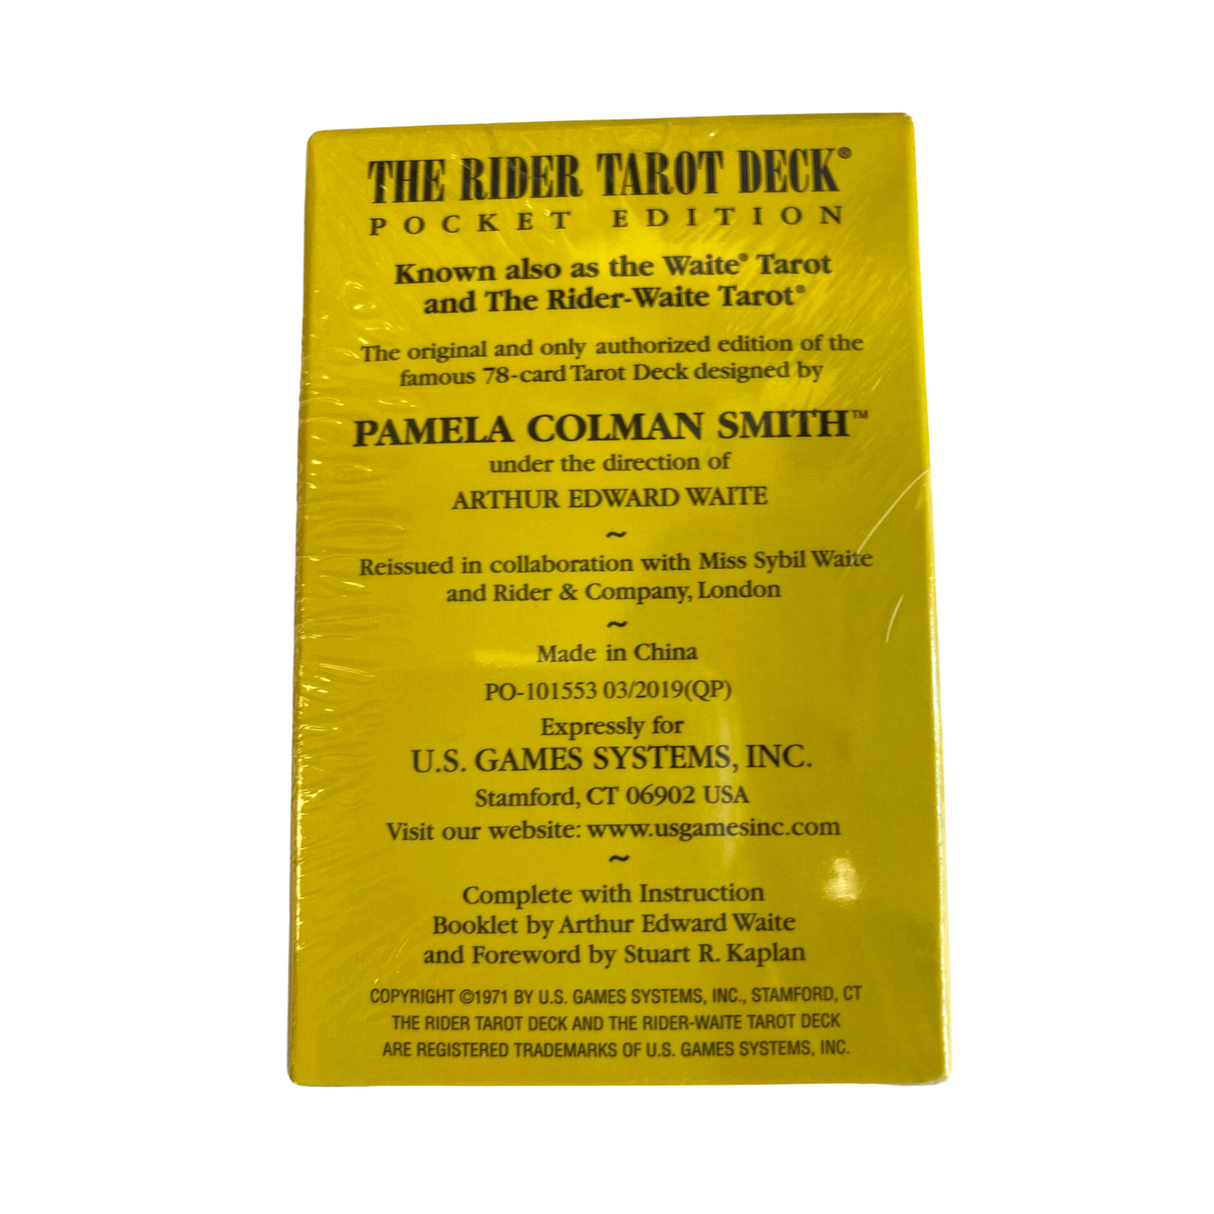 THE RIDER TAROT DECK®
POCKET EDITION
Known also as the Waite® Tarot
and The Rider-Waite Tarot®
The original and only authorized edition of the
famous 78-card Tarot Deck designed by
PAMELA COLMAN SMITH™
under the direction of
ARTHUR EDWARD WAITE
~
Reissued in collaboration with Miss Sybil Waite
and Rider & Company, London
~
Made in China
PO-101553 03/2019(QP)
Expressly for
U.S. GAMES SYSTEMS, INC.
Stamford, CT 06902 USA
Visit our website: www.usgamesinc.com
~
Complete with Instruction
Booklet by Arthur Edward Waite
and Foreword by Stuart R. Kaplan
COPYRIGHT ©1971 BY U.S. GAMES SYSTEMS, INC., STAMFORD, CT
THE RIDER TAROT DECK AND THE RIDER-WAITE TAROT DECK
ARE REGISTERED TRADEMARKS OF U.S. GAMES SYSTEMS, INC.